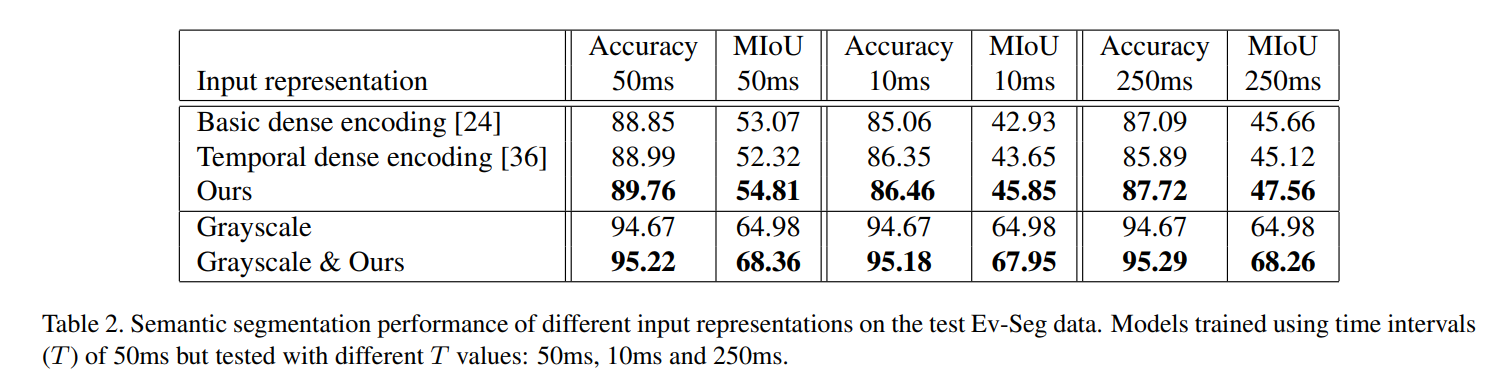 Accuracy MIoU Accuracy MIoU Accuracy MIoU
Input representation 50ms 50ms 10ms 10ms 250ms 250ms
Basic dense encoding [24] 88.85 53.07 85.06 42.93 87.09 45.66
Temporal dense encoding [36] 88.99 52.32 86.35 43.65 85.89 45.12
Ours 89.76 54.81 86.46 45.85 87.72 47.56
Grayscale 94.67 64.98 94.67 64.98 94.67 64.98
Grayscale & Ours 95.22 68.36 95.18 67.95 95.29 68.26
Table 2. Semantic segmentation performance of different input representations on the test Ev-Seg data. Models trained using time intervals
(T) of 50ms but tested with different T values: 50ms, 10ms and 250ms.